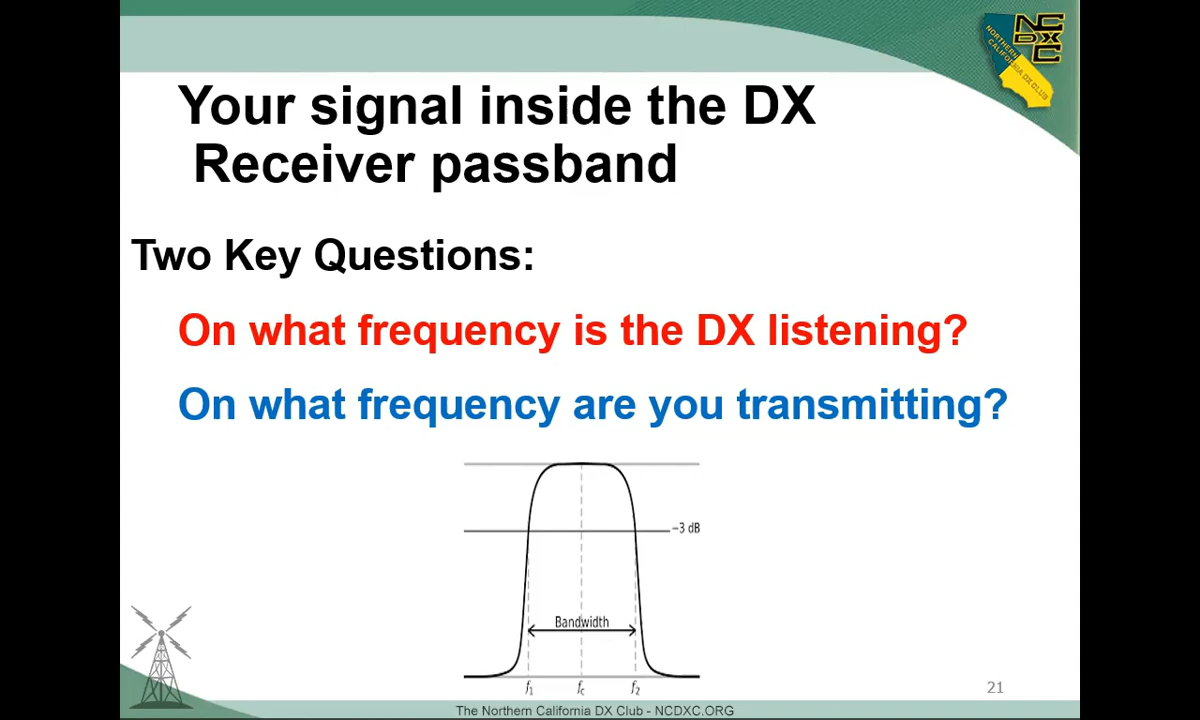 NC
DX
C
NORTHERN
CALIFORNIA DX CLUB
Your signal inside the DX
Receiver passband
Two Key Questions:
On what frequency is the DX listening?
On what frequency are you transmitting?
−3 dB
Bandwidth
f1 fc f2
21
The Northern California DX Club - NCDXC.ORG